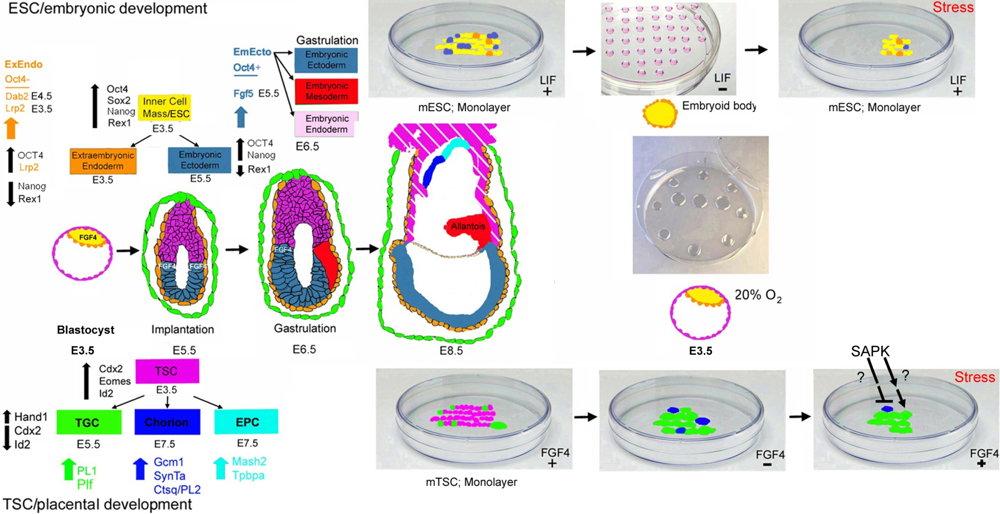 ESC/embryonic development
ExEndo
Oct4-
Dab2 E4.5
Lrp2 E3.5
OCT4
Lrp2
Nanog
Rex1
Oct4
Sox2
Nanog
Rex1
Inner Cell
Mass/ESC
E3.5
Extraembryonic
Endoderm
E3.5
Embryonic
Ectoderm
E5.5
EmEcto
Oct4+
Fgf5 E5.5
OCT4
Nanog
Rex1
Gastrulation
Embryonic
Ectoderm
Embryonic
Mesoderm
Embryonic
Endoderm
E6.5
LIF
+
mESC; Monolayer
LIF
-
Embryoid body
Stress
LIF
+
mESC; Monolayer
FGF4
FGF4 FGF4
FGF4
Allantois
Blastocyst
E3.5
Implantation
E5.5
Gastrulation
E6.5
E8.5
20% O2
E3.5
Cdx2
Eomes
Id2
TSC
E3.5
Hand1
Cdx2
Id2
TGC
E5.5
Chorion
E7.5
EPC
E7.5
PL1
Plf
Gcm1
SynTa
Ctsq/PL2
Mash2
Tpbpa
TSC/placental development
FGF4
+
mTSC; Monolayer
FGF4
-
SAPK
? ?
Stress
FGF4
+